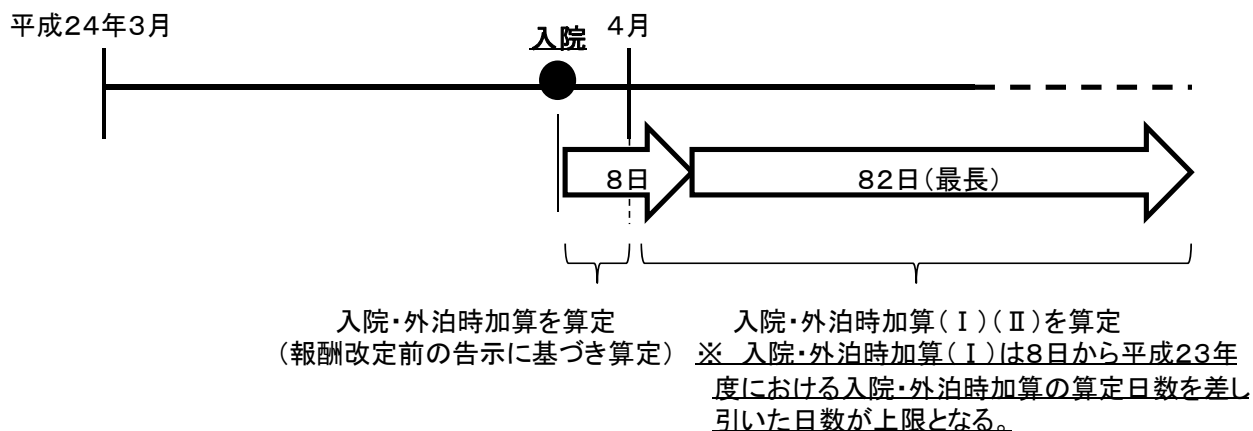 平成２４年３月
入院
４月
８日
８２日（最長）
入院・外泊時加算を算定
（報酬改定前の告示に基づき算定）
入院・外泊時加算（Ⅰ）（Ⅱ）を算定
※　入院・外泊時加算（Ⅰ）は８日から平成２３年
度における入院・外泊時加算の算定日数を差し
引いた日数が上限となる。